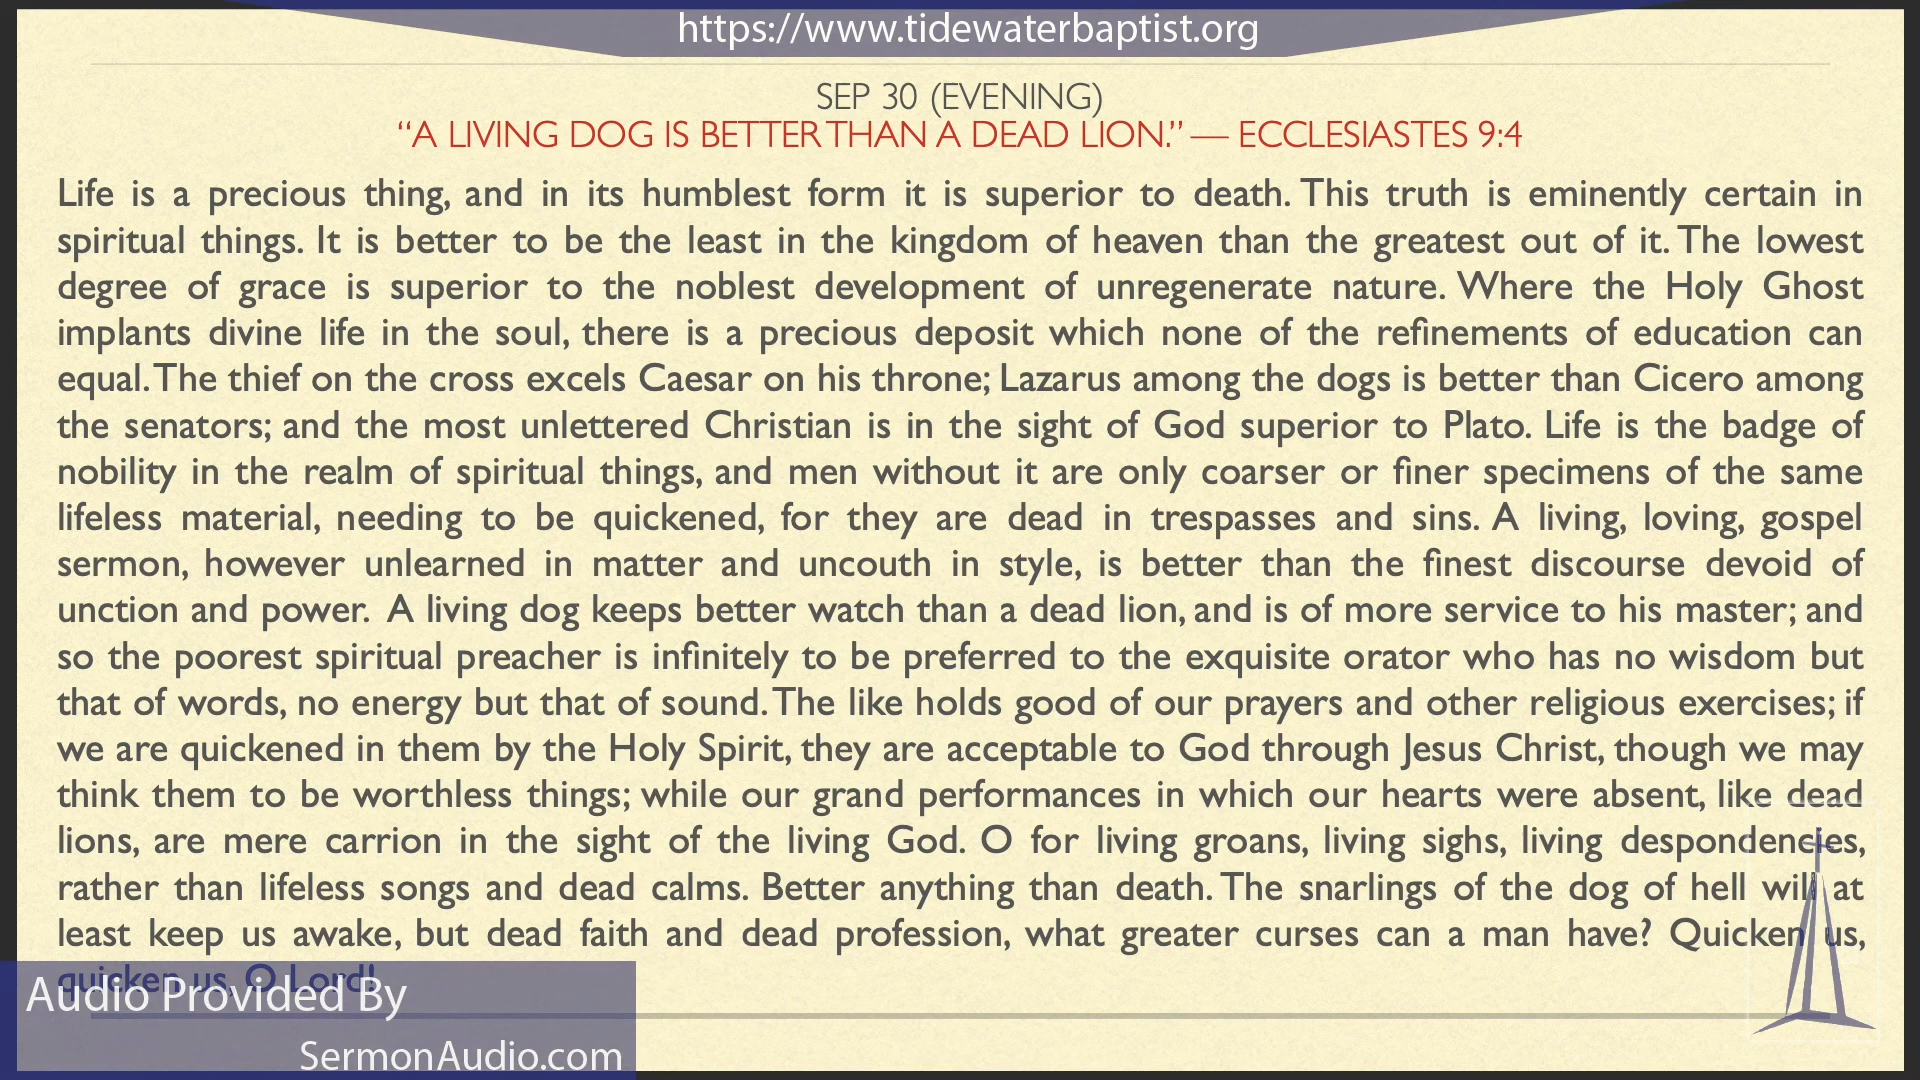 https://www.tidewaterbaptist.org
SEP 30 (EVENING)
“A LIVING DOG IS BETTER THAN A DEAD LION.” — ECCLESIASTES 9:4
Life is a precious thing, and in its humblest form it is superior to death. This truth is eminently certain in
spiritual things. It is better to be the least in the kingdom of heaven than the greatest out of it. The lowest
degree of grace is superior to the noblest development of unregenerate nature. Where the Holy Ghost
implants divine life in the soul, there is a precious deposit which none of the refinements of education can
equal. The thief on the cross excels Caesar on his throne; Lazarus among the dogs is better than Cicero among
the senators; and the most unlettered Christian is in the sight of God superior to Plato. Life is the badge of
nobility in the realm of spiritual things, and men without it are only coarser or finer specimens of the same
lifeless material, needing to be quickened, for they are dead in trespasses and sins. A living, loving, gospel
sermon, however unlearned in matter and uncouth in style, is better than the finest discourse devoid of
unction and power. A living dog keeps better watch than a dead lion, and is of more service to his master; and
so the poorest spiritual preacher is infinitely to be preferred to the exquisite orator who has no wisdom but
that of words, no energy but that of sound. The like holds good of our prayers and other religious exercises; if
we are quickened in them by the Holy Spirit, they are acceptable to God through Jesus Christ, though we may
think them to be worthless things; while our grand performances in which our hearts were absent, like dead
lions, are mere carrion in the sight of the living God. O for living groans, living sighs, living despondencies,
rather than lifeless songs and dead calms. Better anything than death. The snarlings of the dog of hell will at
least keep us awake, but dead faith and dead profession, what greater curses can a man have? Quicken us,
quicken us, O Lord!
Audio Provided By
SermonAudio.com